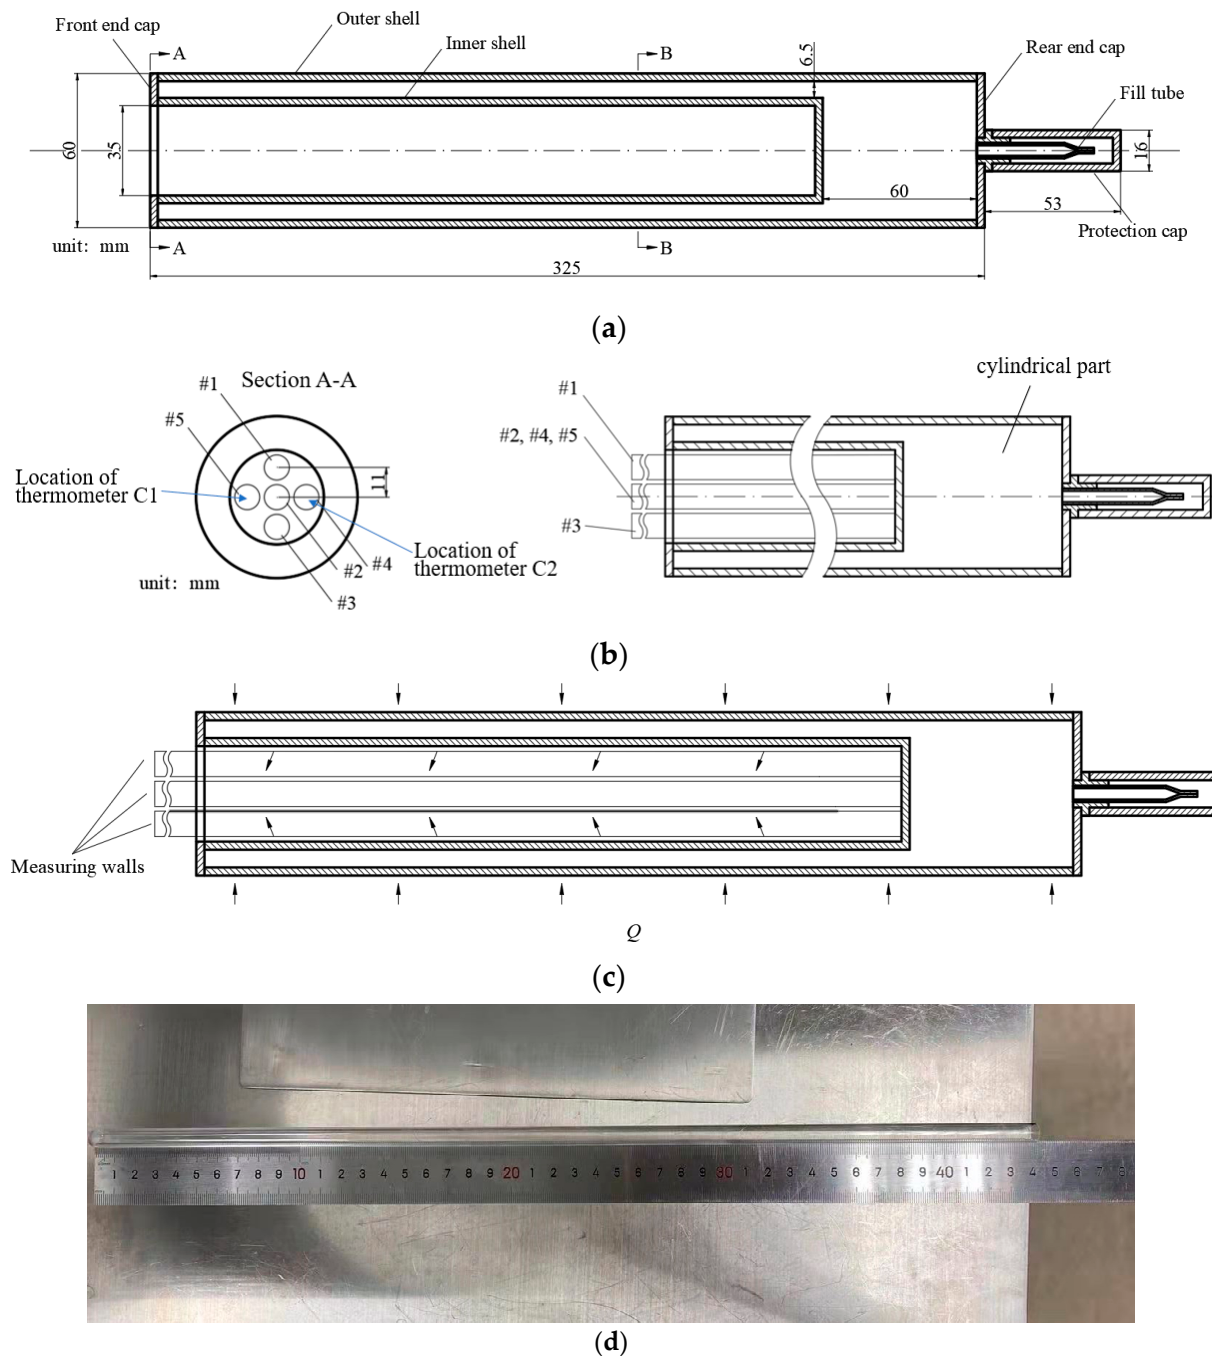 Front end cap
Outer shell
A
Inner shell
B
6.5
Rear end cap
Fill tube
60
35
16
60
53
unit: mm
A
B
Protection cap
325
(a)
#1
Section A-A
#5
Location of
thermometer C1
11
#4
Location of
thermometer C2
#2
unit: mm
#3
cylindrical part
#1
#2, #4, #5
#3
(b)
Measuring walls
Q
(c)
1 2 3 4 5 6 7 8 9 10 1 2 3 4 5 6 7 8 9 20 1 2 3 4 5 6 7 8 9 30 1 2 3 4 5 6 7 8 9 40 1 2 3 4 5 6 7 8
(d)